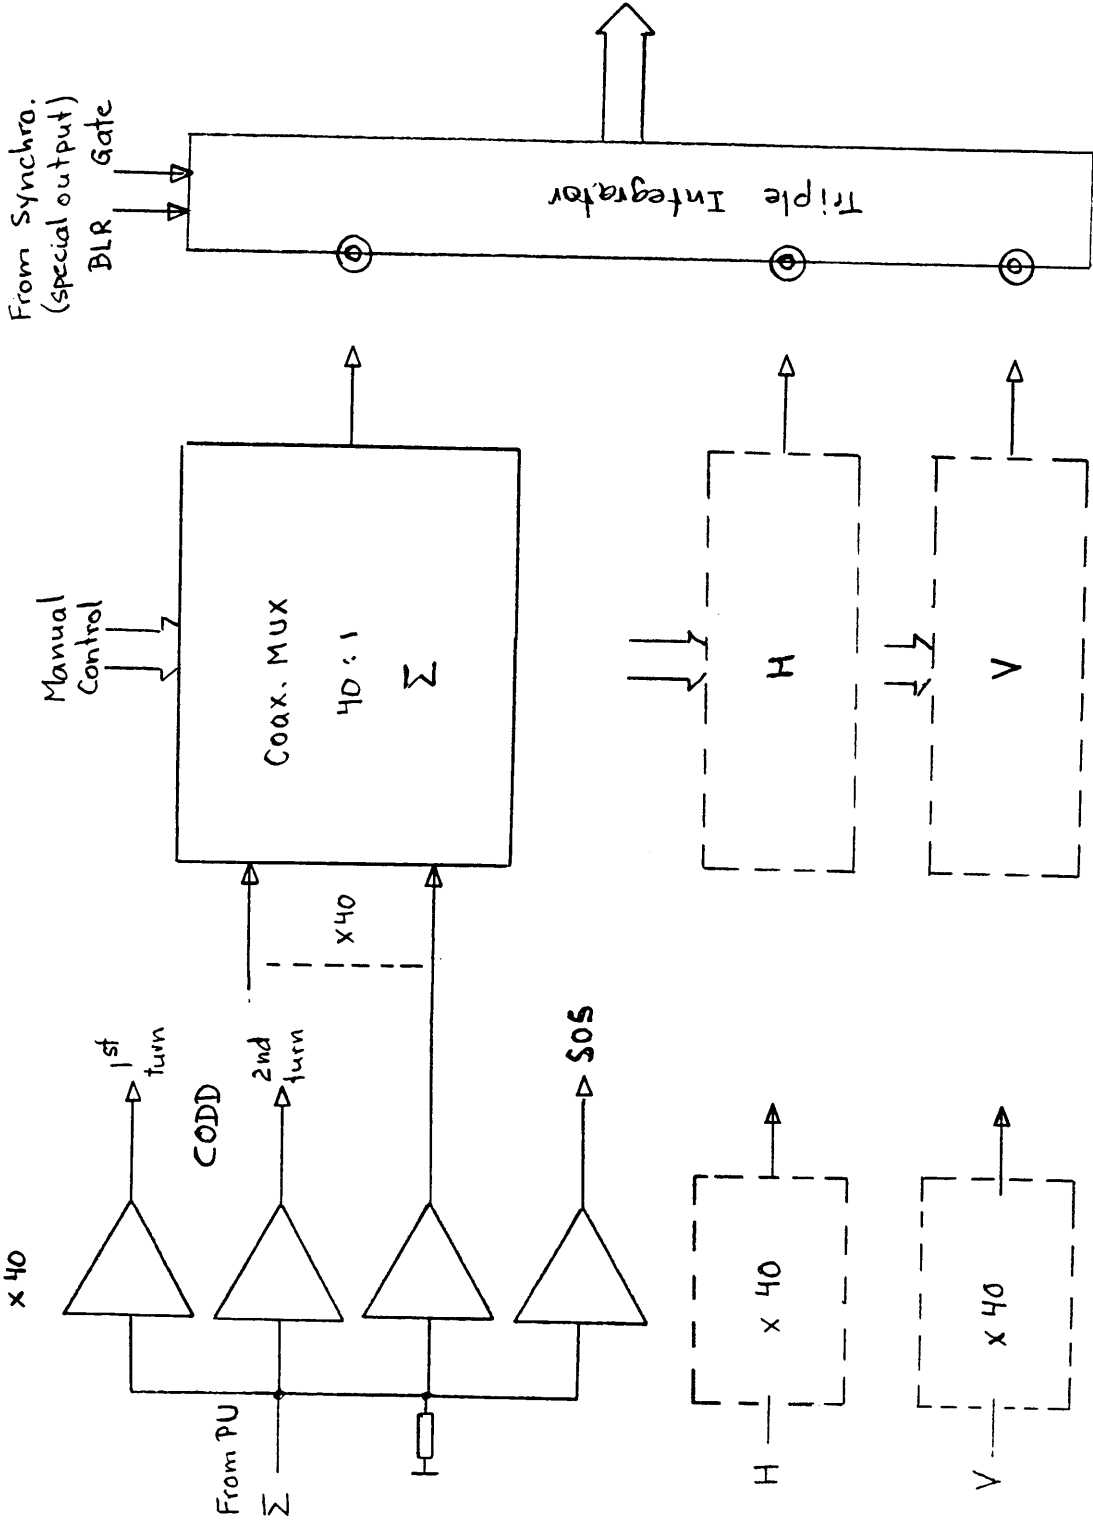 x 40
From PU
Σ
1st
turn
CODD
2nd
turn
SOS
x 40
Manual
Control
Coax. MUX
40 : 1
Σ
From Synchro.
(special output)
BLR Gate
Triple
Integrator
H
x 40
H
V
x 40
V